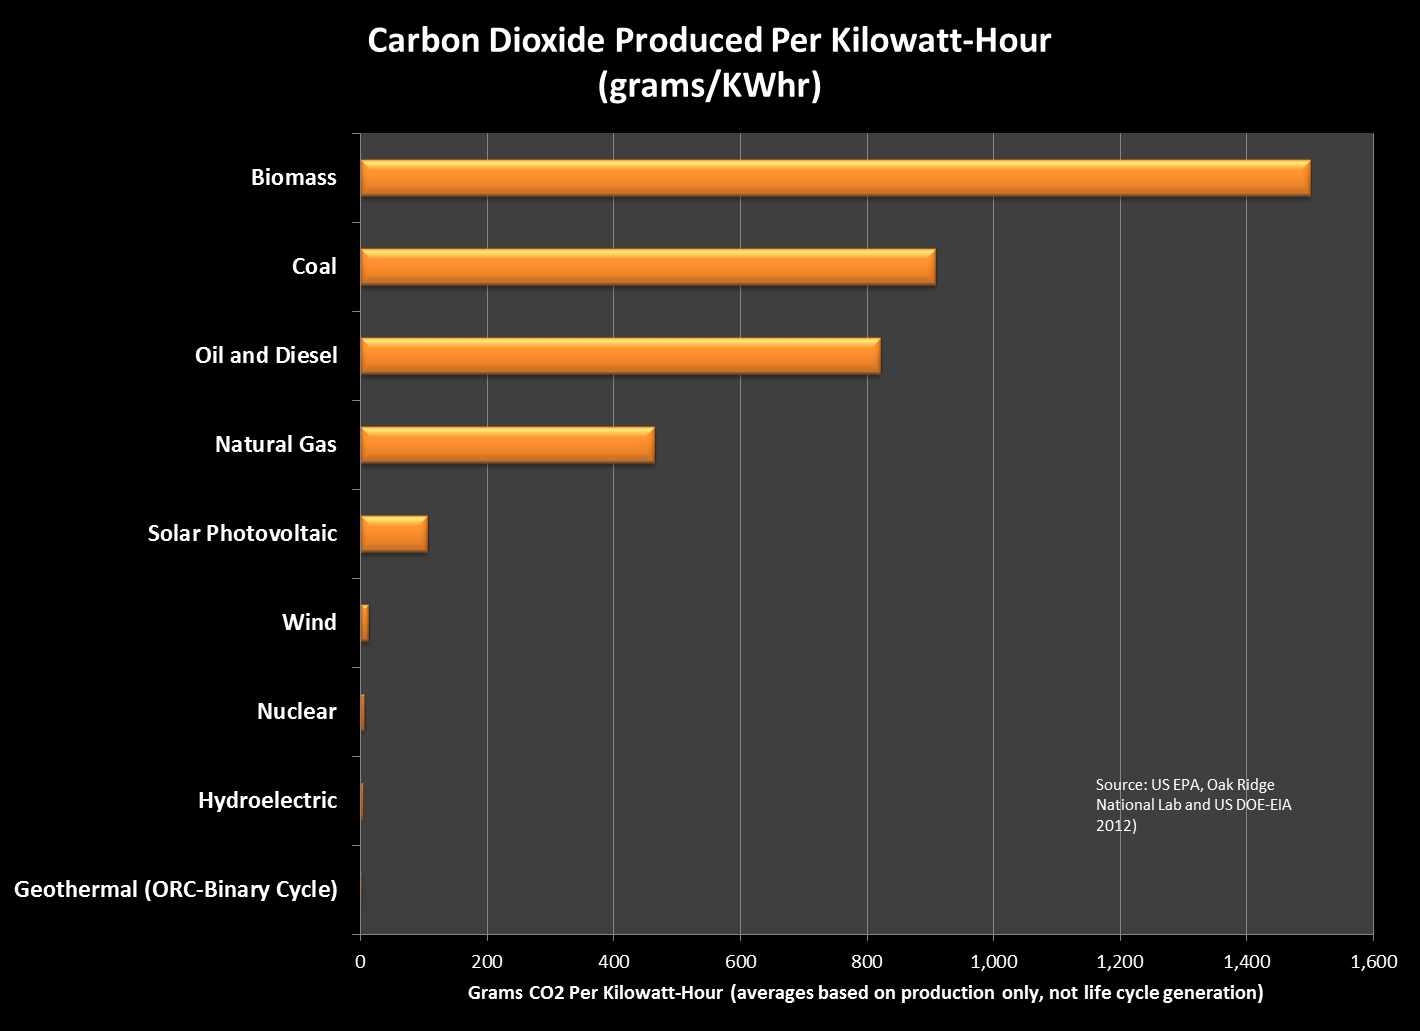 Carbon Dioxide Produced Per Kilowatt-Hour
(grams/KWhr)
Biomass
Coal
Oil and Diesel
Natural Gas
Solar Photovoltaic
Wind
Nuclear
Hydroelectric
Geothermal (ORC-Binary Cycle)
Source: US EPA, Oak Ridge
National Lab and US DOE-EIA
2012)
0 200 400 600 800 1,000 1,200 1,400 1,600
Grams CO2 Per Kilowatt-Hour (averages based on production only, not life cycle generation)